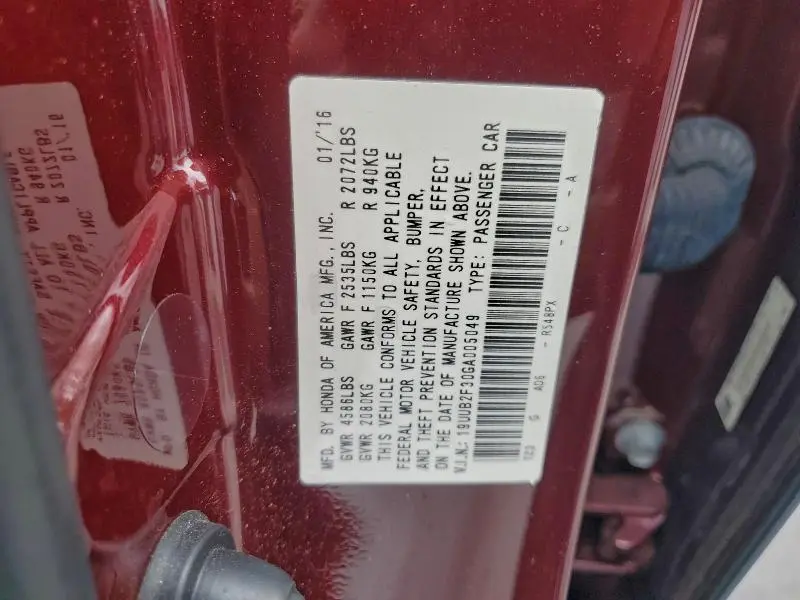 MFD. BY HONDA OF AMERICA MFG., INC. 01/'16
GVWR 4586LBS GAWR F 2535LBS R 2072LBS
GVWR 2080KG GAWR F 1150KG R 940KG
THIS VEHICLE CONFORMS TO ALL APPLICABLE
FEDERAL MOTOR VEHICLE SAFETY, BUMPER,
AND THEFT PREVENTION STANDARDS IN EFFECT
ON THE DATE OF MANUFACTURE SHOWN ABOVE.
V.I.N.: 19UUB2F30GA005049 TYPE: PASSENGER CAR
G AD6 - R548PX - C - A